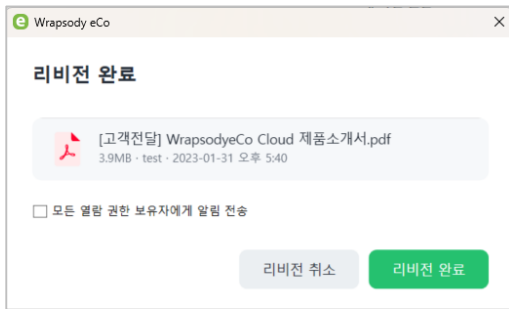 Wrapsody eCo
리비전 완료
[고객전달] WrapsodyeCo Cloud 제품소개서.pdf
3.9MB · test · 2023-01-31 오후 5:40
모든 열람 권한 보유자에게 알림 전송
리비전 취소
리비전 완료